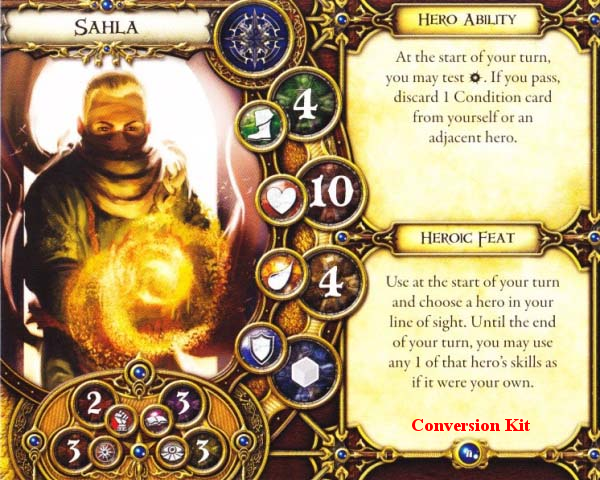 Sahla
4
10
4
2
3
3
3
Hero Ability
At the start of your turn,
you may test . If you pass,
discard 1 Condition card
from yourself or an
adjacent hero.
Heroic Feat
Use at the start of your turn
and choose a hero in your
line of sight. Until the end
of your turn, you may use
any 1 of that hero's skills as
if it were your own.
Conversion Kit